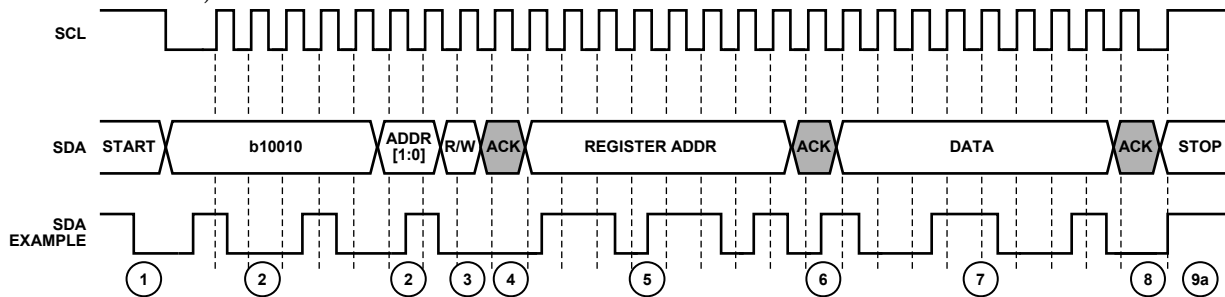 SCL
SDA START b10010 ADDR [1:0] R/W ACK REGISTER ADDR ACK DATA ACK STOP
SDA EXAMPLE
1 2 2 3 4 5 6 7 8 9a